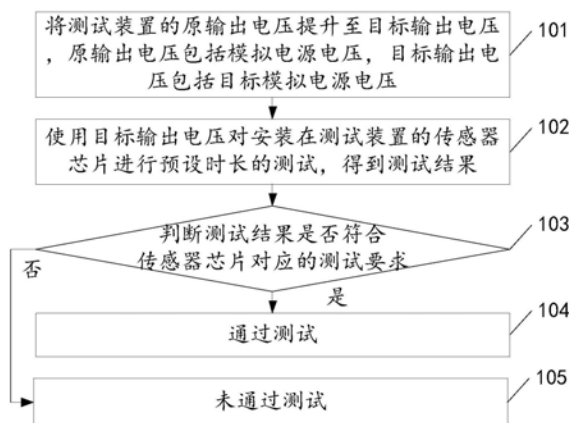 将测试装置的原输出电压提升至目标输出电压
，原输出电压包括模拟电源电压，目标输出电
压包括目标模拟电源电压
101
使用目标输出电压对安装在测试装置的传感器
芯片进行预设时长的测试，得到测试结果
102
判断测试结果是否符合
传感器芯片对应的测试要求
103
否
是
通过测试
104
未通过测试
105